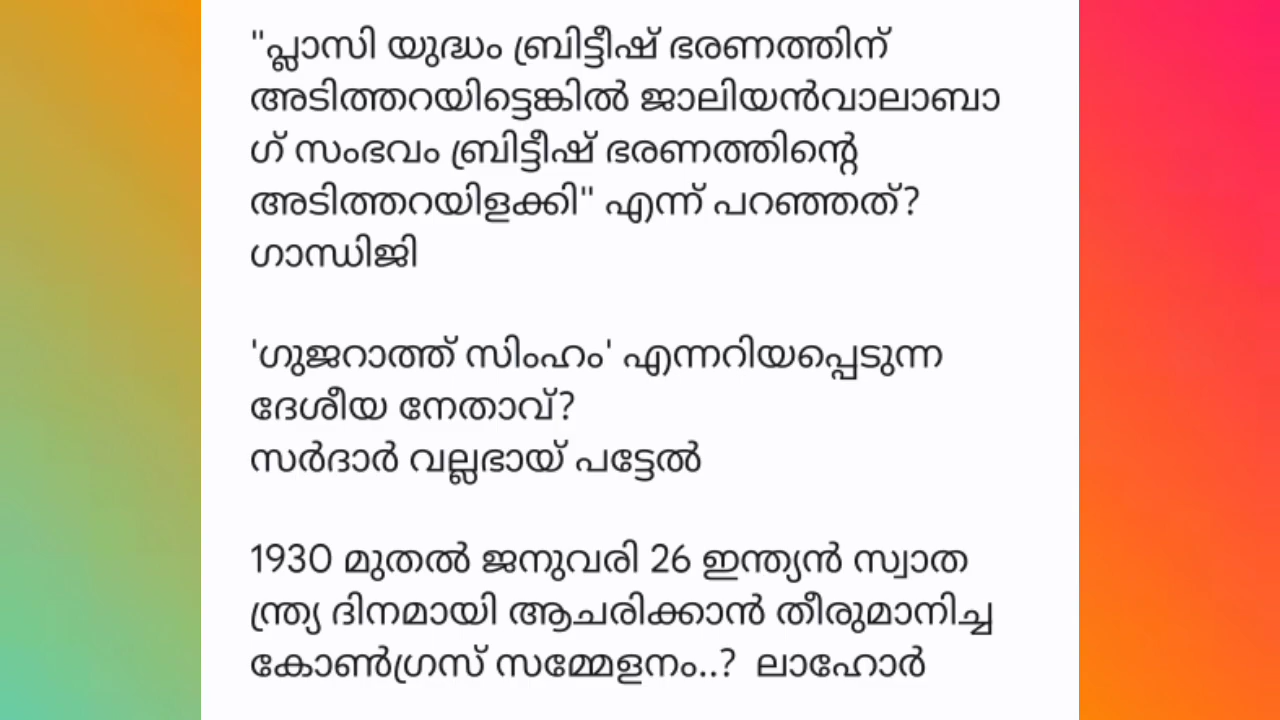 "പ്ലാസി യുദ്ധം ബ്രിട്ടീഷ് ഭരണത്തിന്
അടിത്തറയിട്ടെങ്കിൽ ജാലിയൻവാലാബാ
ഗ് സംഭവം ബ്രിട്ടീഷ് ഭരണത്തിന്റെ
അടിത്തറയിളക്കി" എന്ന് പറഞ്ഞത്?
ഗാന്ധിജി
'ഗുജറാത്ത് സിംഹം' എന്നറിയപ്പെടുന്ന
ദേശീയ നേതാവ്?
സർദാർ വല്ലഭായ് പട്ടേൽ
1930 മുതൽ ജനുവരി 26 ഇന്ത്യൻ സ്വാത
ന്ത്ര്യ ദിനമായി ആചരിക്കാൻ തീരുമാനിച്ച
കോൺഗ്രസ് സമ്മേളനം..? ലാഹോർ